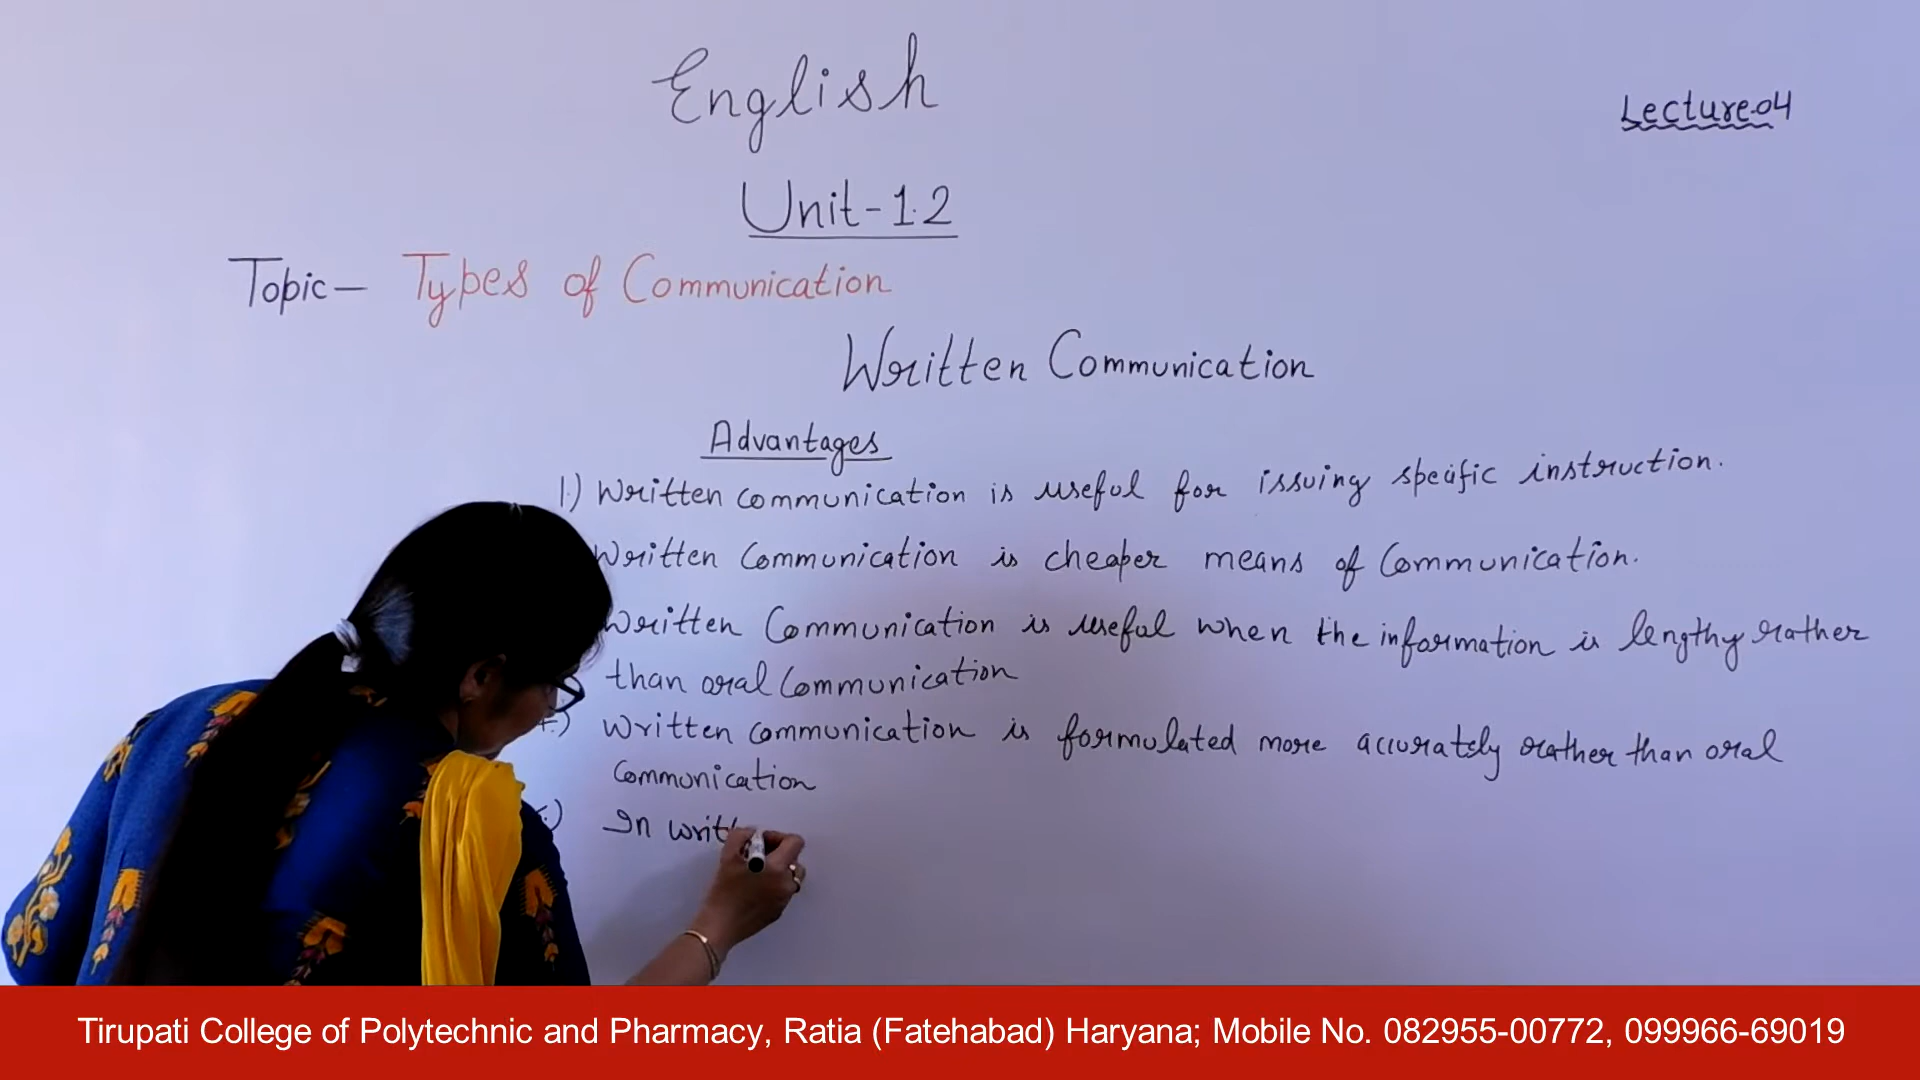 English
Lecture-04
Unit-1.2
Topic- Types of Communication
Written Communication
Advantages
1.) Written communication is useful for issuing specific instruction.
Written Communication is cheaper means of Communication.
Written Communication is useful when the information is lengthy rather
than oral Communication
Written communication is formulated more accurately rather than oral
Communication
In writ
Tirupati College of Polytechnic and Pharmacy, Ratia (Fatehabad) Haryana; Mobile No. 082955-00772, 099966-69019